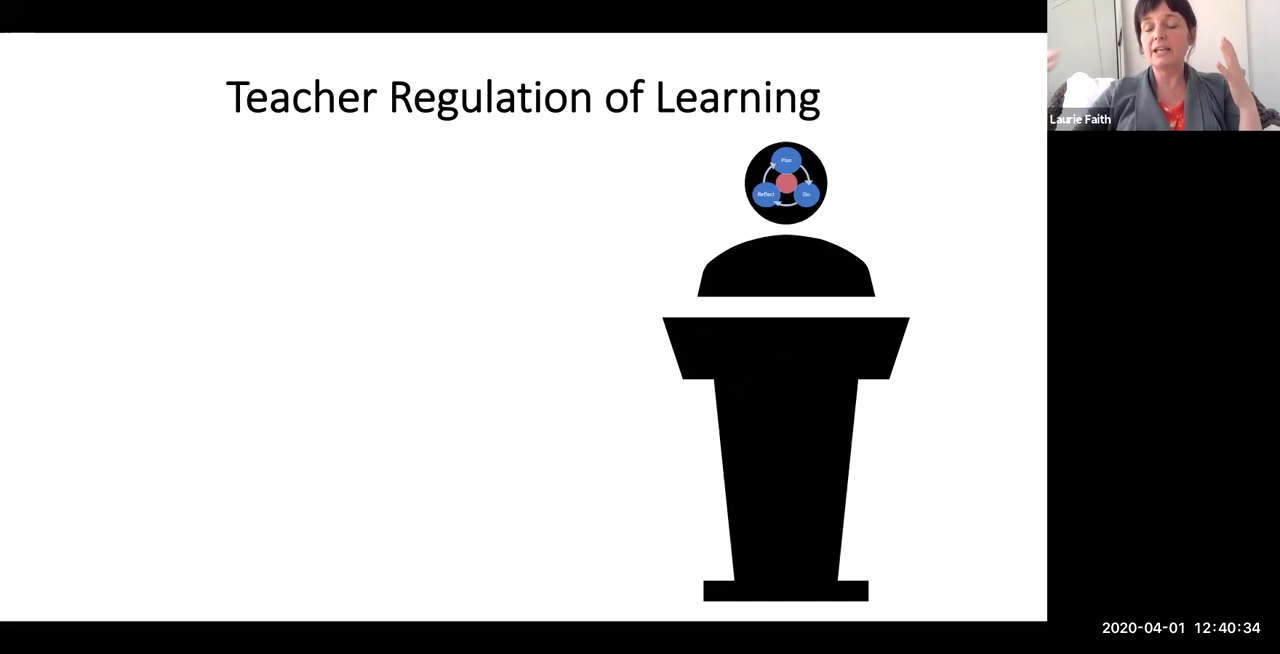 Teacher Regulation of Learning
Plan
Reflect
Do
Laurie Faith
2020-04-01 12:40:34